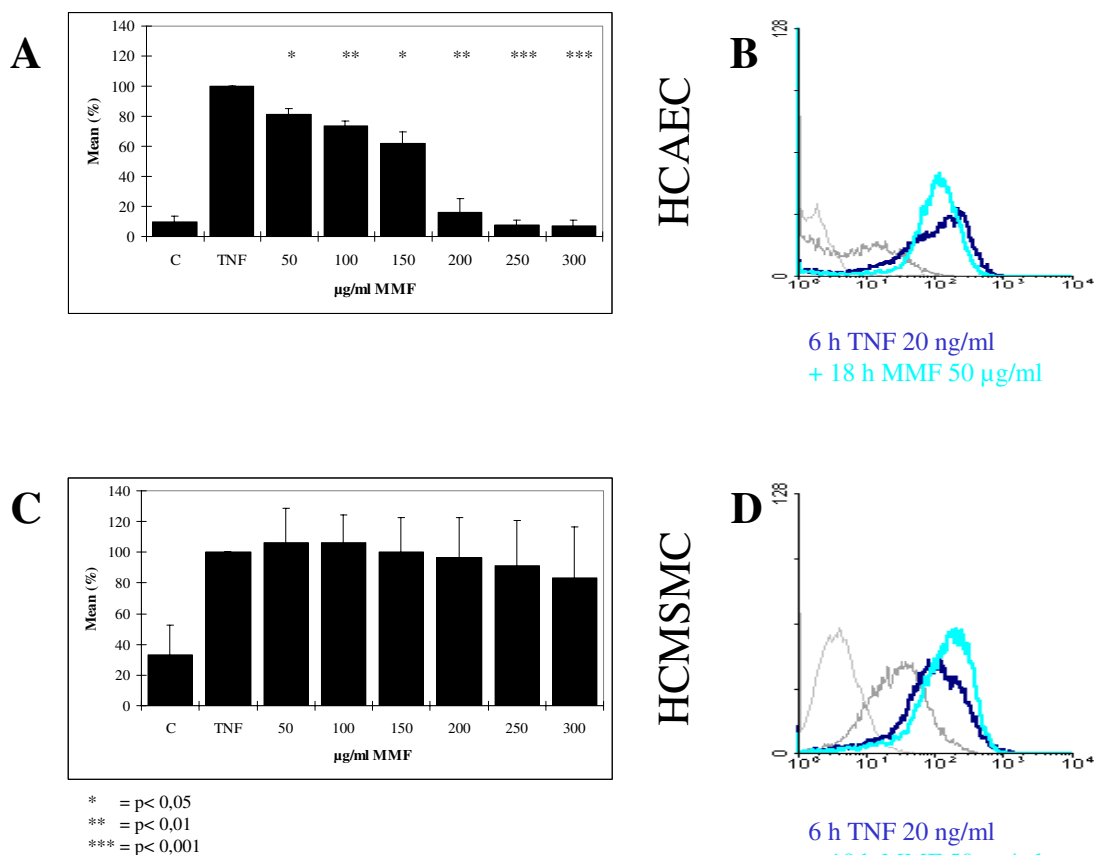 A
140
120
100
80
60
40
20
0
Mean (%)
* ** * ** *** ***
C TNF 50 100 150 200 250 300
µg/ml MMF
HCAEC
B
128
0
10⁰ 10¹ 10² 10³ 10⁴
6 h TNF 20 ng/ml
+ 18 h MMF 50 µg/ml
C
140
120
100
80
60
40
20
0
Mean (%)
C TNF 50 100 150 200 250 300
µg/ml MMF
* = p< 0,05
** = p< 0,01
*** = p< 0,001
HCMSMC
D
128
0
10⁰ 10¹ 10² 10³ 10⁴
6 h TNF 20 ng/ml